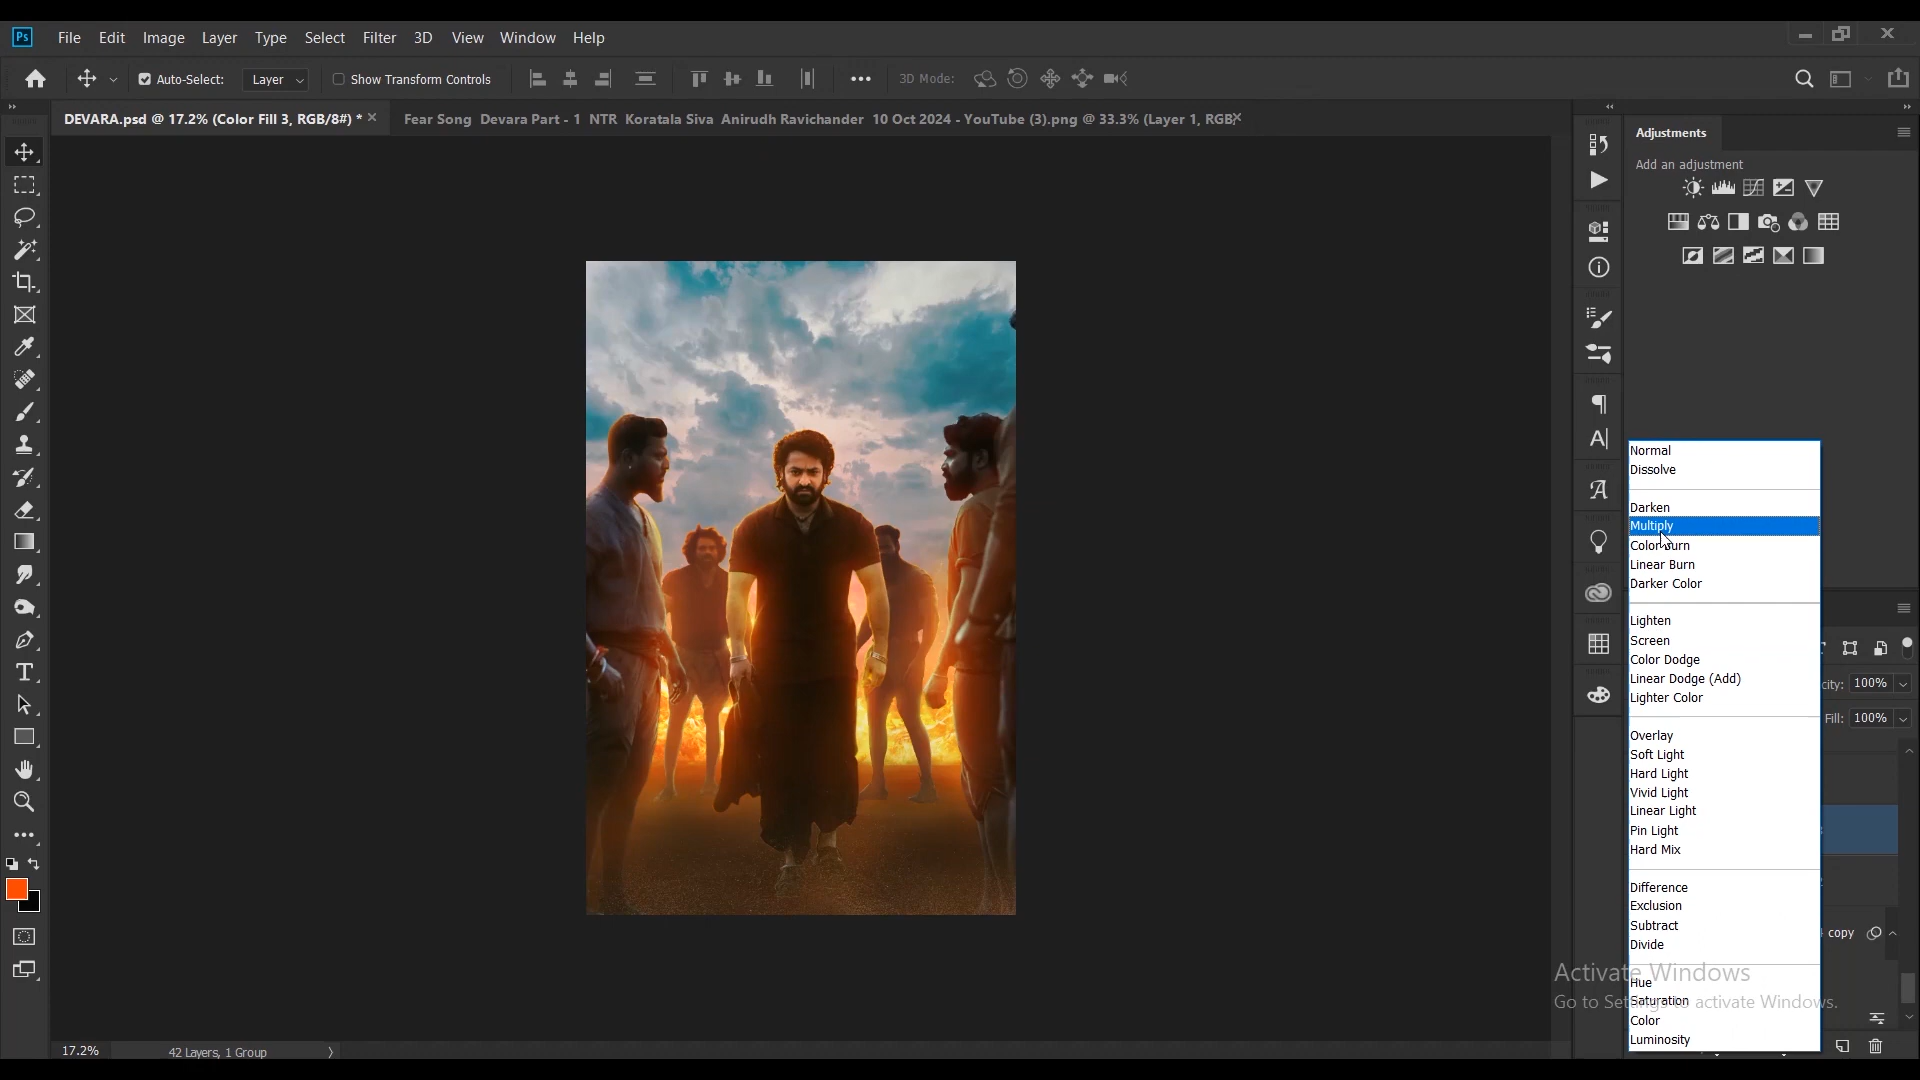 Ps File Edit Image Layer Type Select Filter 3D View Window Help
Auto-Select: Layer Show Transform Controls 3D Mode:
DEVARA.psd @ 17.2% (Color Fill 3, RGB/8#) * Fear Song Devara Part - 1 NTR Koratala Siva Anirudh Ravichander 10 Oct 2024 - YouTube (3).png @ 33.3% (Layer 1, RGB/
Adjustments
Add an adjustment
Normal
Dissolve
Darken
Multiply
Color Burn
Linear Burn
Darker Color
Lighten
Screen
Color Dodge
Linear Dodge (Add)
Lighter Color
city: 100%
Fill: 100%
Overlay
Soft Light
Hard Light
Vivid Light
Linear Light
Pin Light
Hard Mix
Difference
Exclusion
Subtract
Divide
copy
Activate Windows
Go to Settings to activate Windows.
Hue
Saturation
Color
Luminosity
17.2% 42 Layers, 1 Group